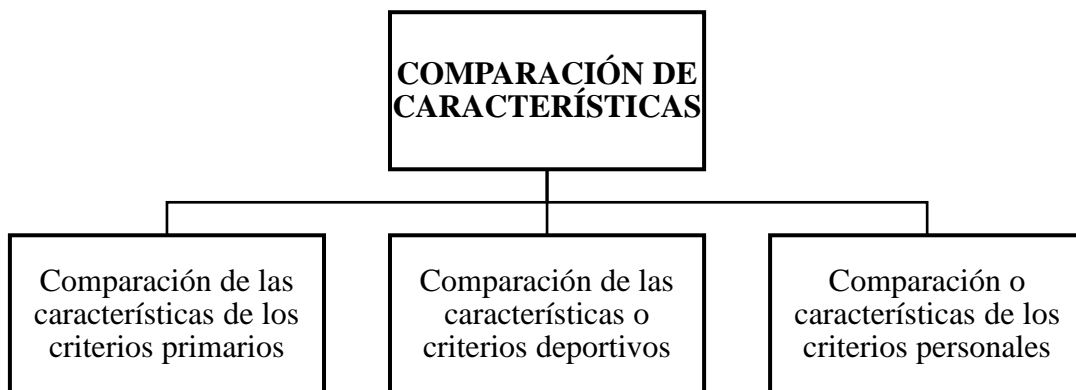 COMPARACIÓN DE
CARACTERÍSTICAS
Comparación de las
características de los
criterios primarios
Comparación de las
características o
criterios deportivos
Comparación o
características de los
criterios personales